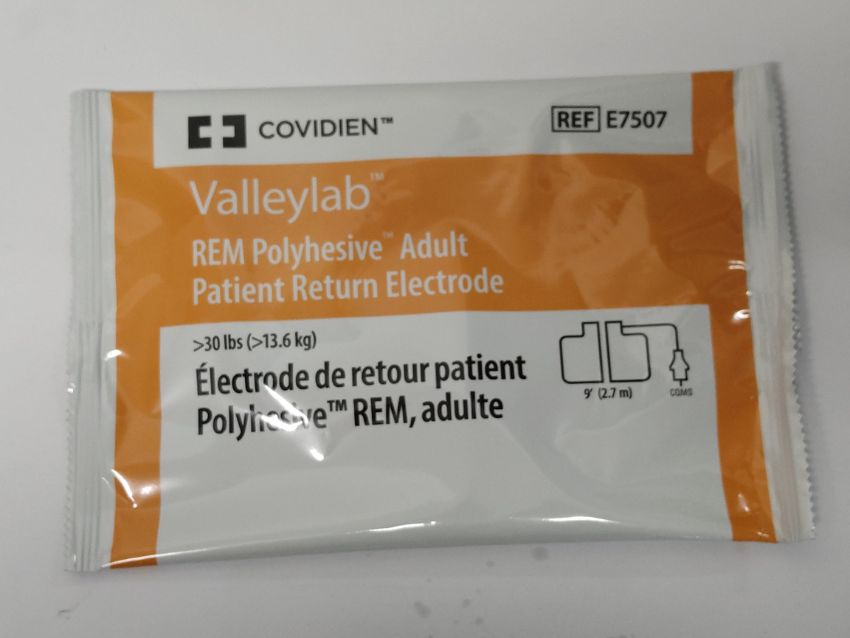 COVIDIEN™
REF E7507
Valleylab™
REM Polyhesive™ Adult
Patient Return Electrode
>30 lbs (>13.6 kg)
Électrode de retour patient
Polyhesive™ REM, adulte
9' (2.7 m)
CQMS